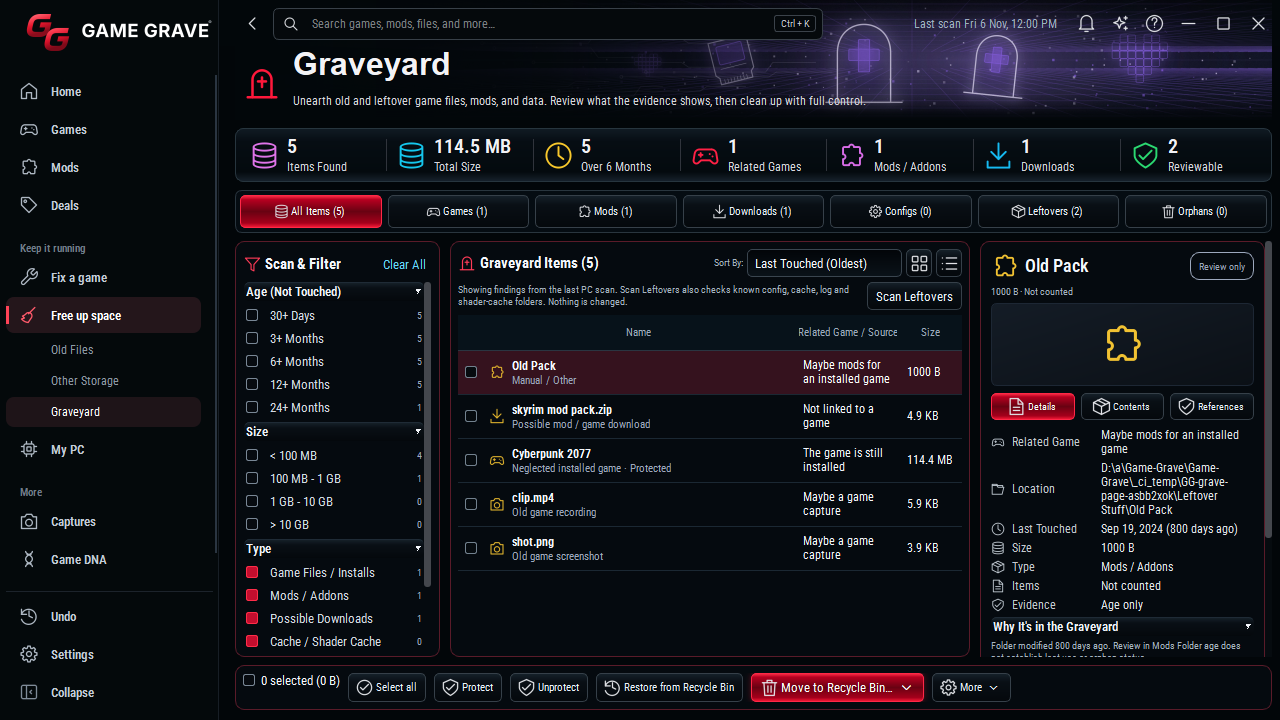 GAME GRAVE
Home
Games
Mods
Deals
Keep it running
Fix a game
Free up space
Old Files
Other Storage
Graveyard
My PC
More
Captures
Game DNA
Undo
Settings
Collapse
Search games, mods, files, and more...
Ctrl + K
Last scan Fri 6 Nov, 12:00 PM
Graveyard
Unearth old and leftover game files, mods, and data. Review what the evidence shows, then clean up with full control.
5
Items Found
114.5 MB
Total Size
5
Over 6 Months
1
Related Games
1
Mods / Addons
1
Downloads
2
Reviewable
All Items (5)
Games (1)
Mods (1)
Downloads (1)
Configs (0)
Leftovers (2)
Orphans (0)
Scan & Filter
Clear All
Age (Not Touched)
30+ Days 5
3+ Months 5
6+ Months 5
12+ Months 5
24+ Months 1
Size
< 100 MB 4
100 MB - 1 GB 1
1 GB - 10 GB 0
> 10 GB 0
Type
Game Files / Installs 1
Mods / Addons 1
Possible Downloads 1
Cache / Shader Cache 0
Graveyard Items (5)
Sort By:
Last Touched (Oldest)
Showing findings from the last PC scan. Scan Leftovers also checks known config, cache, log and
shader-cache folders. Nothing is changed.
Scan Leftovers
Name
Related Game / Source
Size
Old Pack
Manual / Other
Maybe mods for
an installed game
1000 B
skyrim mod pack.zip
Possible mod / game download
Not linked to a
game
4.9 KB
Cyberpunk 2077
Neglected installed game · Protected
The game is still
installed
114.4 MB
clip.mp4
Old game recording
Maybe a game
capture
5.9 KB
shot.png
Old game screenshot
Maybe a game
capture
3.9 KB
Old Pack
Review only
1000 B · Not counted
Details
Contents
References
Related Game
Maybe mods for an installed
game
Location
D:\a\Game-Grave\Game-
Grave\_ci_temp\GG-grave-
page-asbb2xok\Leftover
Stuff\Old Pack
Last Touched
Sep 19, 2024 (800 days ago)
Size
1000 B
Type
Mods / Addons
Items
Not counted
Evidence
Age only
Why It's in the Graveyard
Folder modified 800 days ago. Review in Mods Folder age does
0 selected (0 B)
Select all
Protect
Unprotect
Restore from Recycle Bin
Move to Recycle Bin...
More